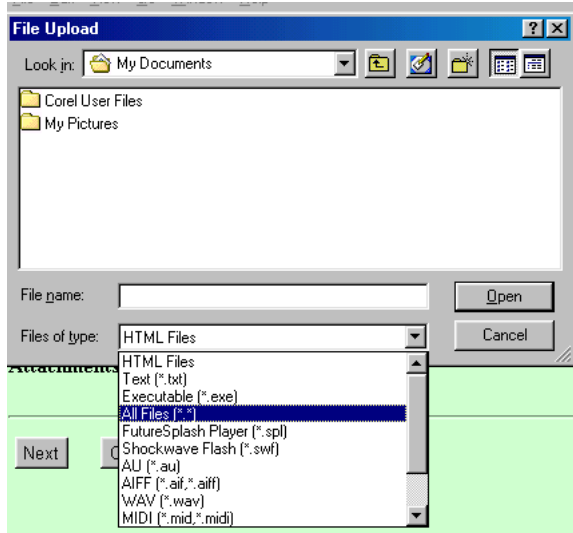 File Upload
Look in: My Documents
Corel User Files
My Pictures
File name:
Open
Files of type: HTML Files
Cancel
HTML Files
Text (*.txt)
Executable (*.exe)
All Files (*.*)
FutureSplash Player (*.spl)
Shockwave Flash (*.swf)
AU (*.au)
AIFF (*.aif,*.aiff)
WAV (*.wav)
MIDI (*.mid,*.midi)
Attachments
Next